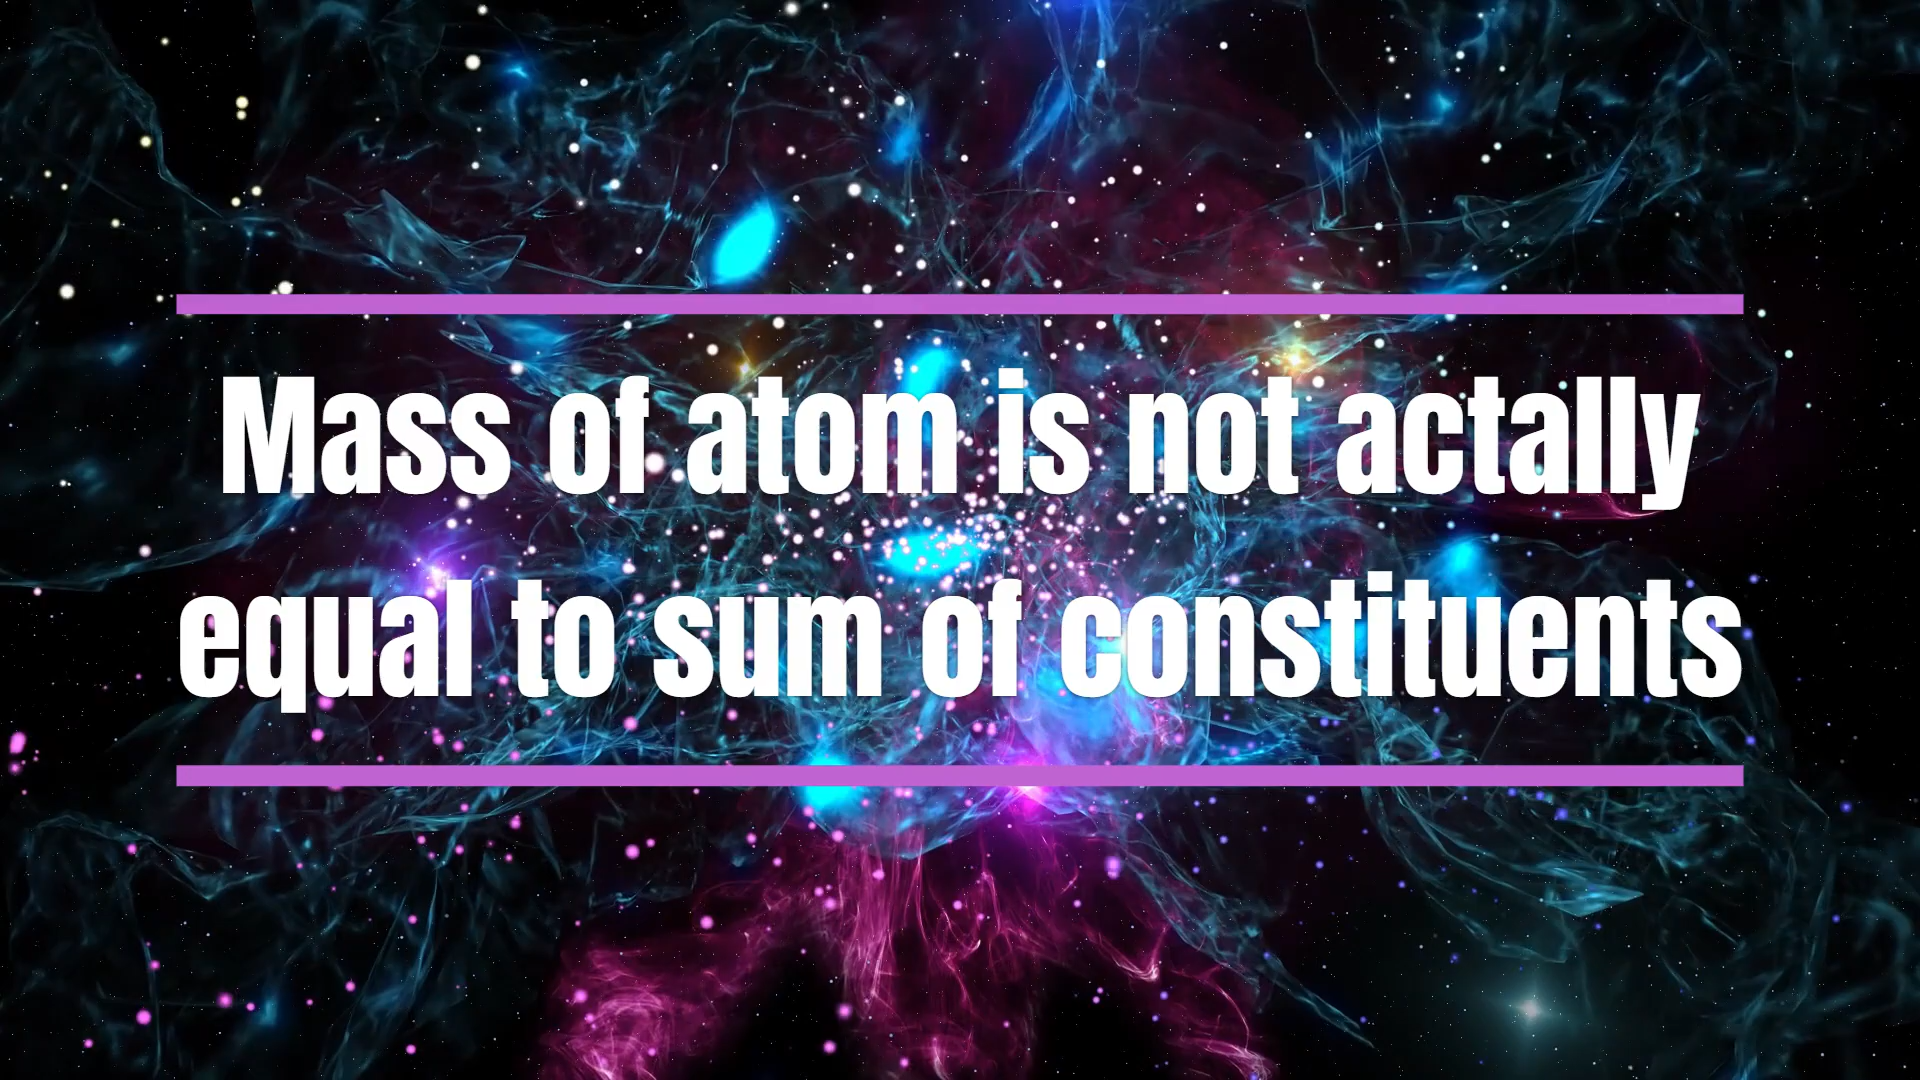 Mass of atom is not actally
equal to sum of constituents